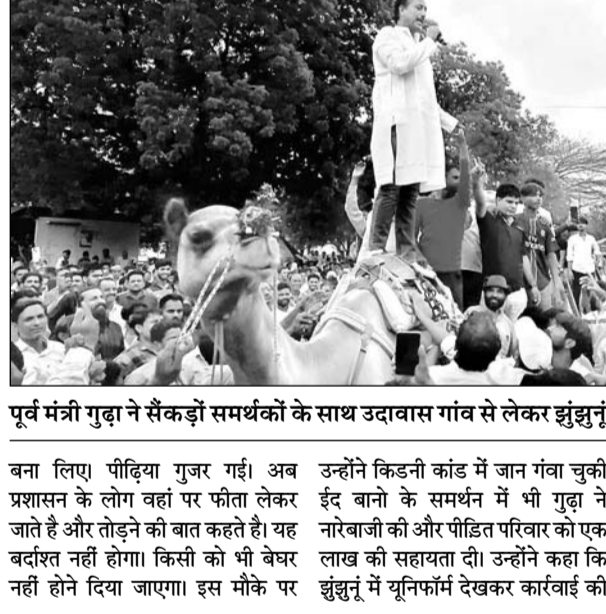 पूर्व मंत्री गुढ़ा ने सैंकड़ों समर्थकों के साथ उदावास गांव से लेकर झुंझुनूं
बना लिए। पीढ़िया गुजर गई। अब
प्रशासन के लोग वहां पर फीता लेकर
जाते है और तोड़ने की बात कहते है। यह
बर्दाश्त नहीं होगा। किसी को भी बेघर
नहीं होने दिया जाएगा। इस मौके पर
उन्होंने किडनी कांड में जान गंवा चुकी
ईद बानो के समर्थन में भी गुढ़ा ने
नारेबाजी की और पीड़ित परिवार को एक
लाख की सहायता दी। उन्होंने कहा कि
झुंझुनूं में यूनिफॉर्म देखकर कार्रवाई की